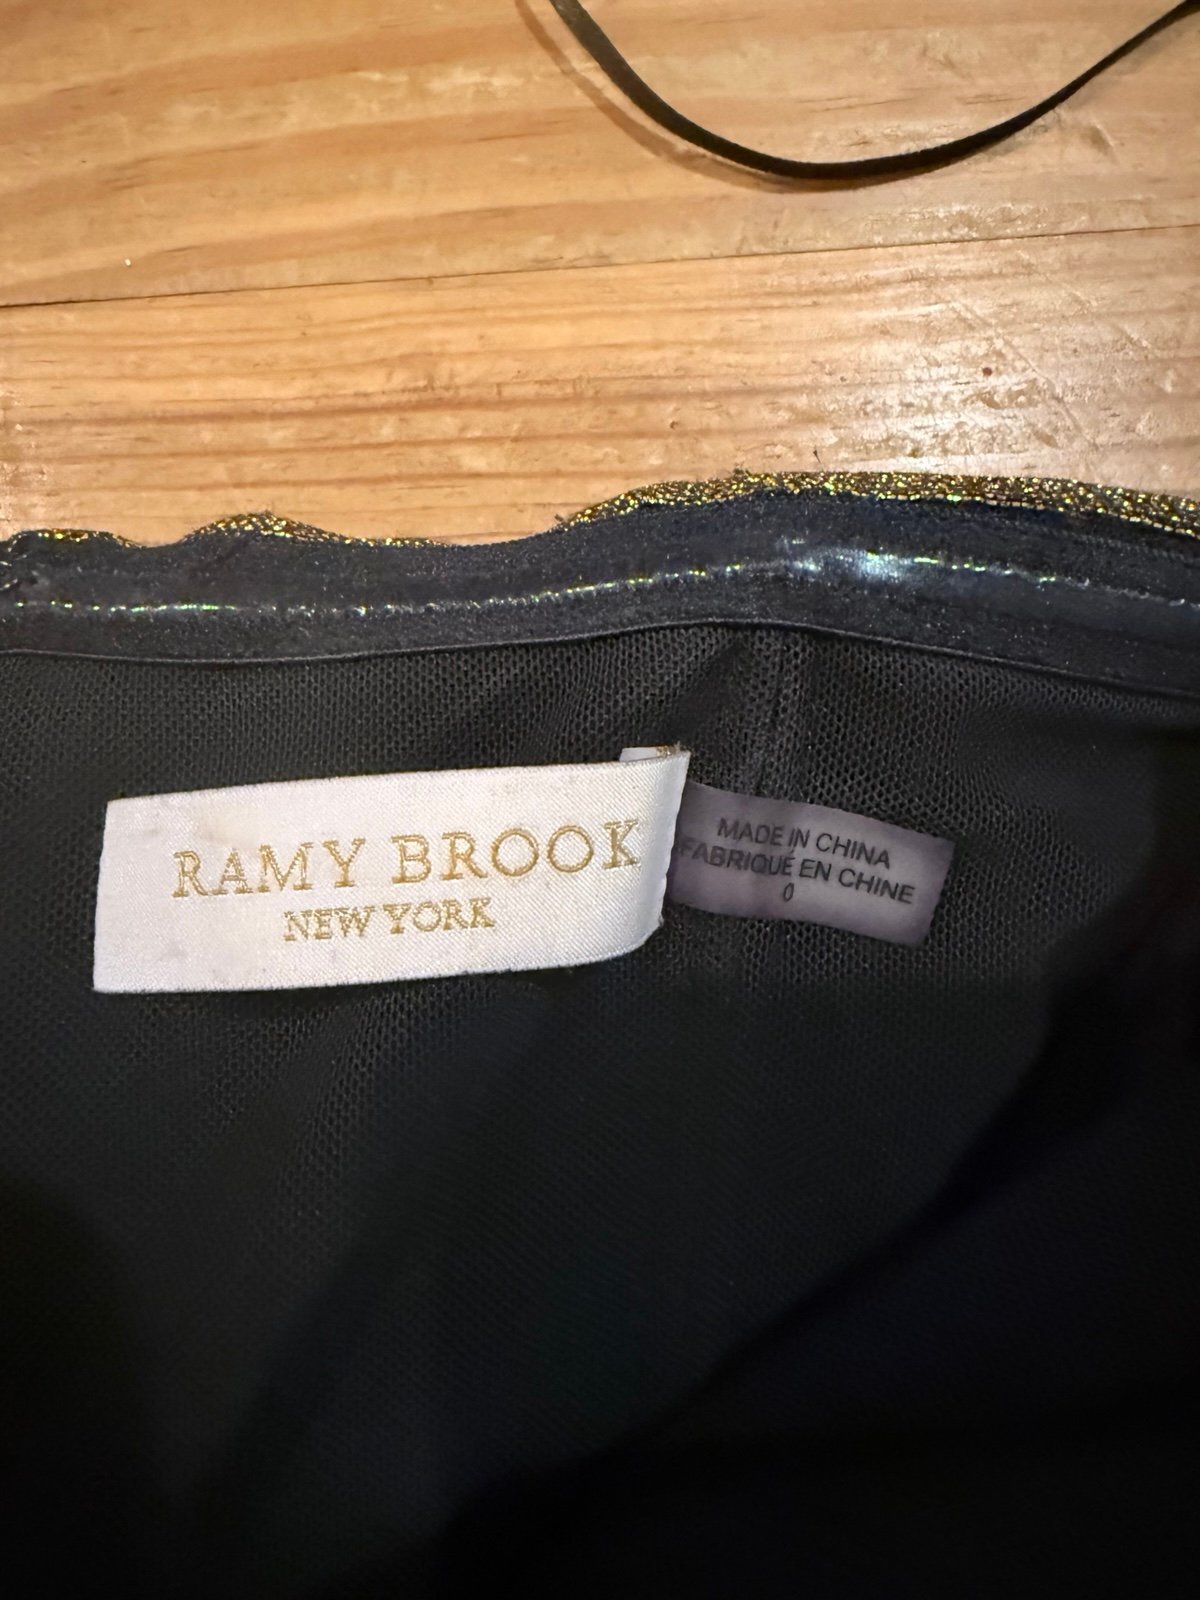 RAMY BROOK
NEW YORK
MADE IN CHINA
FABRIQUÉ EN CHINE
0